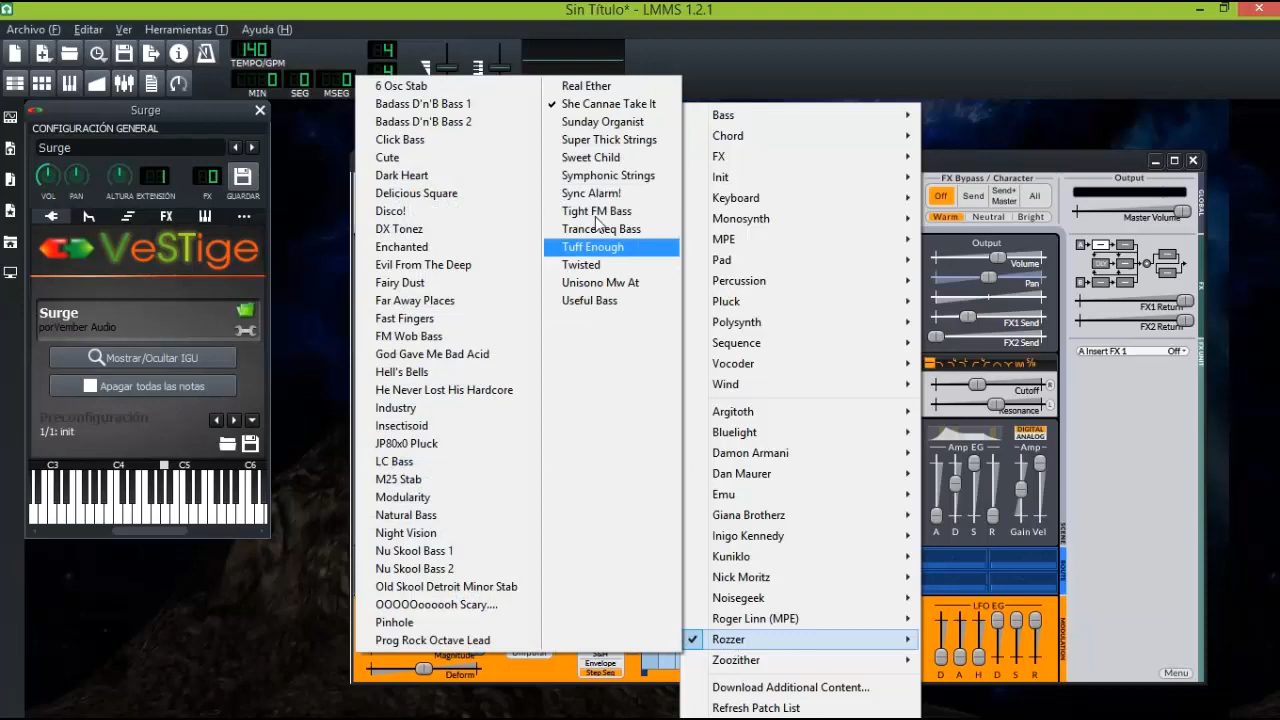 Sin Título* - LMMS 1.2.1
Archivo (F)
Editar
Ver
Herramientas (T)
Ayuda (H)
140
TEMPO/GPM
4
4
0
MIN
0
SEG
0
MSEG
Surge
CONFIGURACIÓN GENERAL
Surge
1
0
VOL
PAN
ALTURA
EXTENSIÓN
FX
GUARDAR
FX
VeSTige
Surge
porVember Audio
Mostrar/Ocultar IGU
Apagar todas las notas
Preconfiguración
1/1: init
C3
C4
C5
C6
6 Osc Stab
Badass D'n'B Bass 1
Badass D'n'B Bass 2
Click Bass
Cute
Dark Heart
Delicious Square
Disco!
DX Tonez
Enchanted
Evil From The Deep
Fairy Dust
Far Away Places
Fast Fingers
FM Wob Bass
God Gave Me Bad Acid
Hell's Bells
He Never Lost His Hardcore
Industry
Insectisoid
JP80x0 Pluck
LC Bass
M25 Stab
Modularity
Natural Bass
Night Vision
Nu Skool Bass 1
Nu Skool Bass 2
Old Skool Detroit Minor Stab
OOOOOoooooh Scary....
Pinhole
Prog Rock Octave Lead
Real Ether
She Cannae Take It
Sunday Organist
Super Thick Strings
Sweet Child
Symphonic Strings
Sync Alarm!
Tight FM Bass
Tuff Enough
Twisted
Unisono Mw At
Useful Bass
Bass
Chord
FX
Init
Keyboard
Monosynth
MPE
Pad
Percussion
Pluck
Polysynth
Sequence
Vocoder
Wind
Argitoth
Bluelight
Damon Armani
Dan Maurer
Emu
Giana Brotherz
Inigo Kennedy
Kuniklo
Nick Moritz
Noisegeek
Roger Linn (MPE)
Rozzer
Zoozither
Download Additional Content...
Refresh Patch List
FX Bypass / Character
Off
Send
Send+
Master
All
Warm
Neutral
Bright
Output
Master Volume
GLOBAL
Output
Volume
Pan
FX1 Send
FX2 Send
FX1 Return
FX2 Return
A Insert FX 1
Off
Cutoff
Resonance
DIGITAL
ANALOG
Amp EG
Amp
A D S R
Gain Vel
SCENE
ROUTE
LFO EG
D A H D S R
MODULATION
Menu
Magnitude
Deform
Unipolar
S&H
Envelope
Step Seq